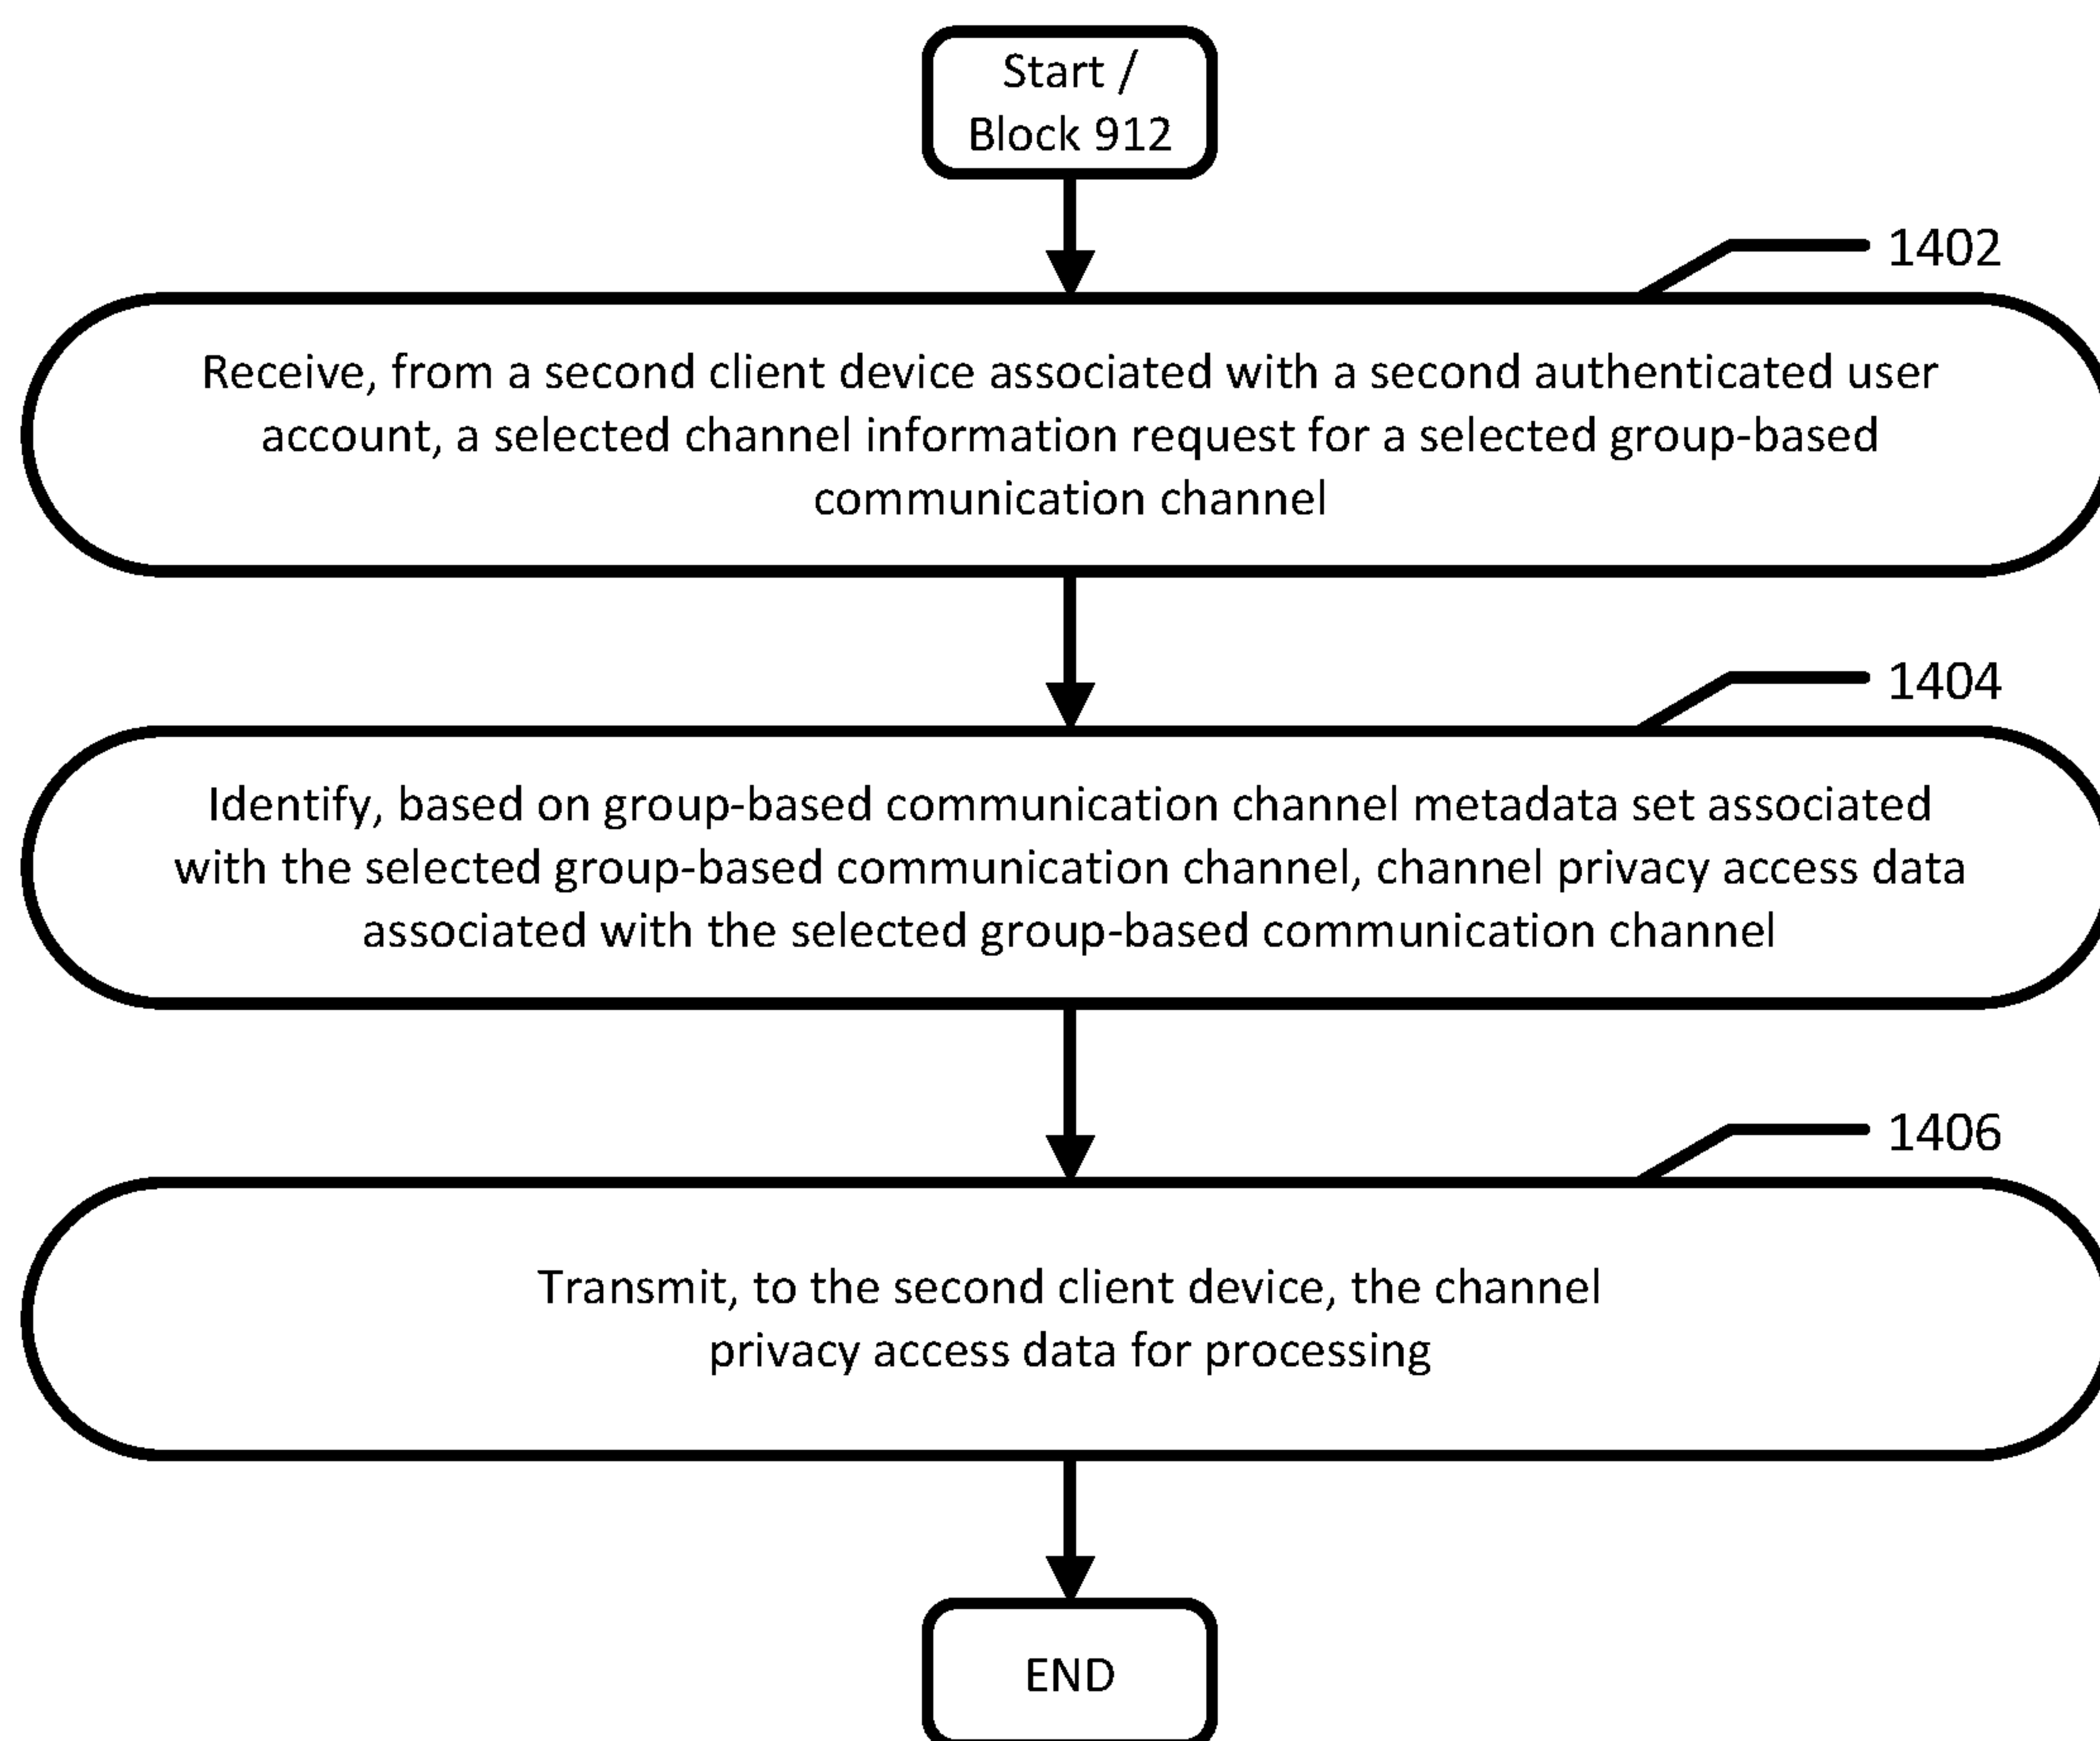 Start /
Block 912
1402
Receive, from a second client device associated with a second authenticated user
account, a selected channel information request for a selected group-based
communication channel
1404
Identify, based on group-based communication channel metadata set associated
with the selected group-based communication channel, channel privacy access data
associated with the selected group-based communication channel
1406
Transmit, to the second client device, the channel
privacy access data for processing
END